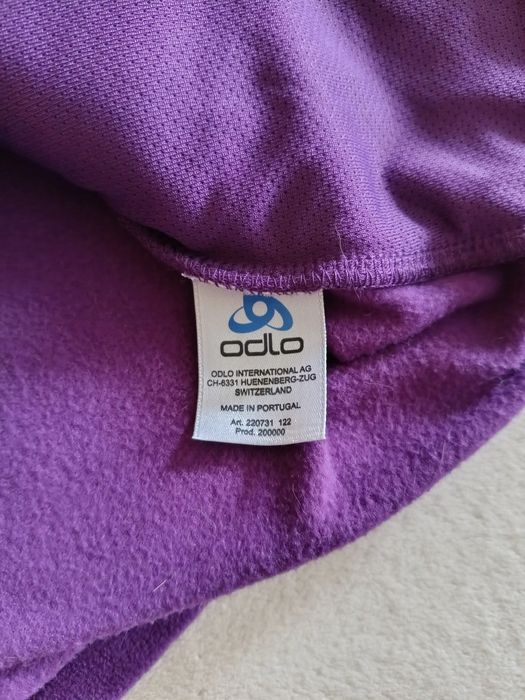 odlo
ODLO INTERNATIONAL AG
CH-6331 HUENENBERG-ZUG
SWITZERLAND
MADE IN PORTUGAL
Art. 220731 122
Prod. 200000